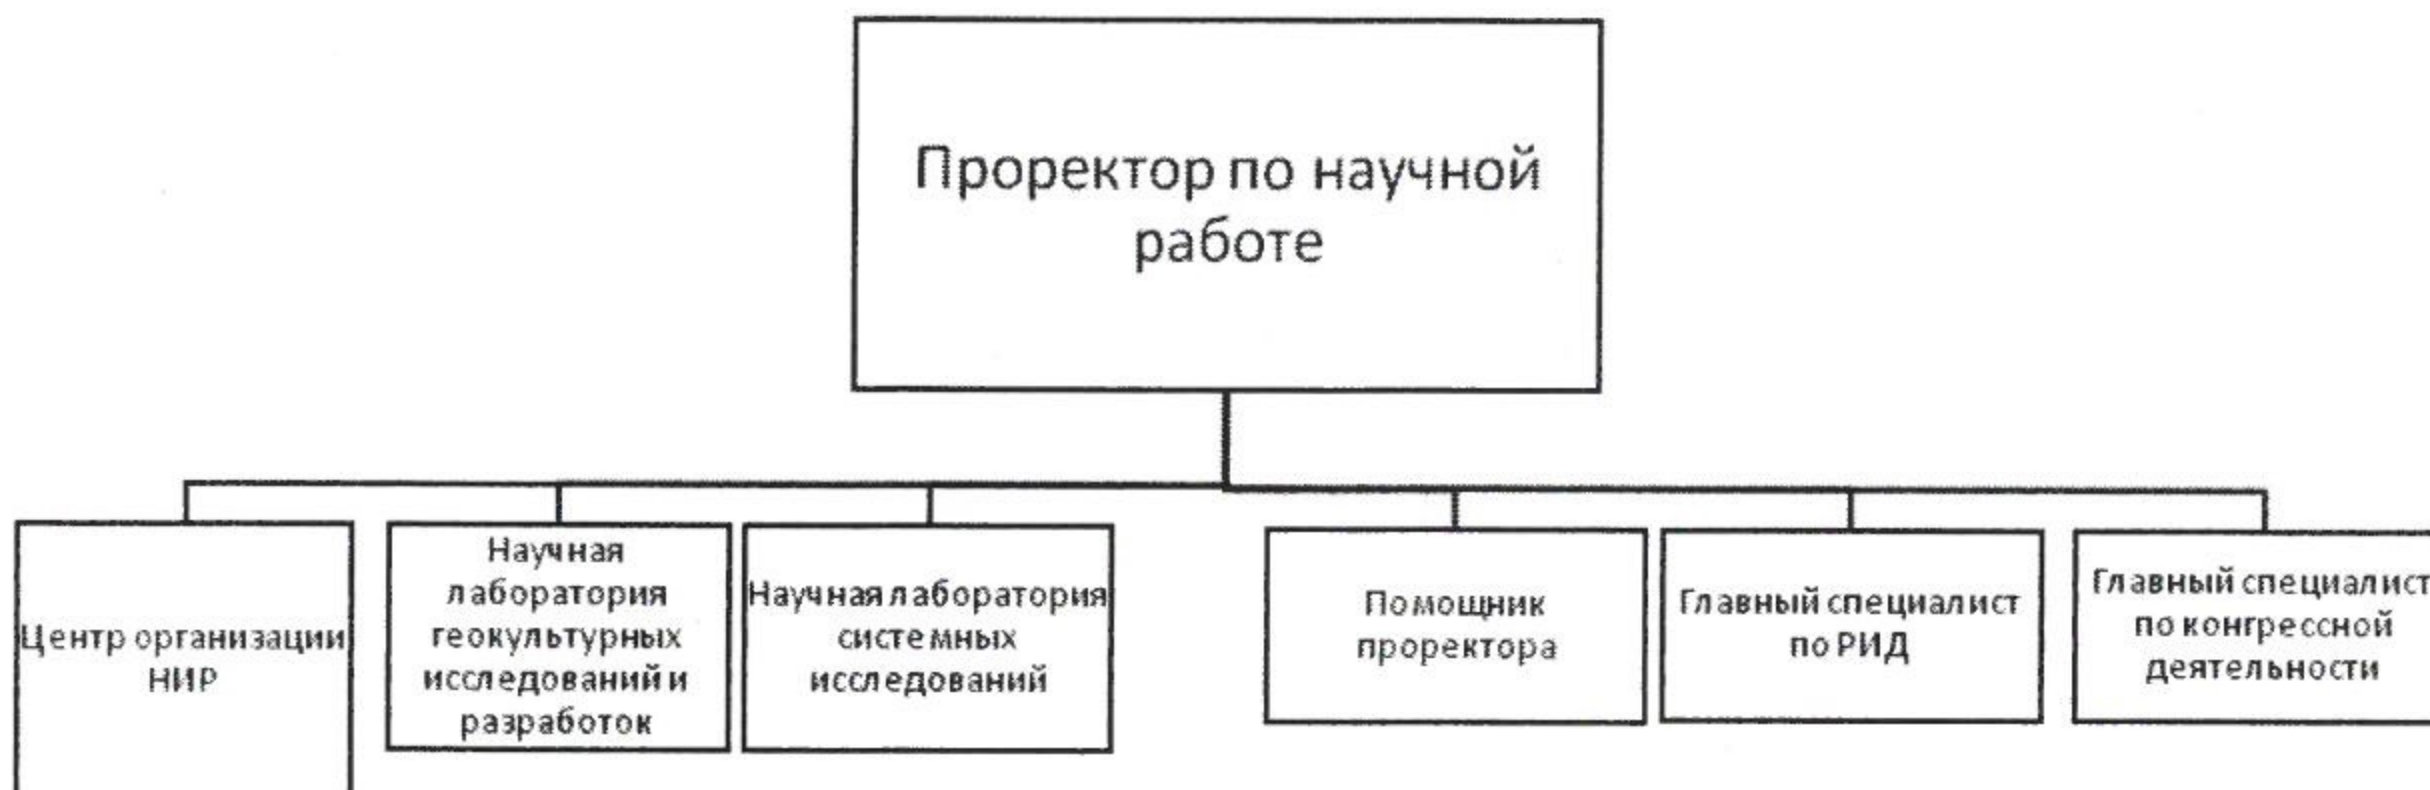 Проректор по научной
работе
Центр организации
НИР
Научная
лаборатория
геокультурных
исследований и
разработок
Научная лаборатория
системных
исследований
Помощник
проректора
Главный специалист
по РИД
Главный специалист
по конгрессной
деятельности